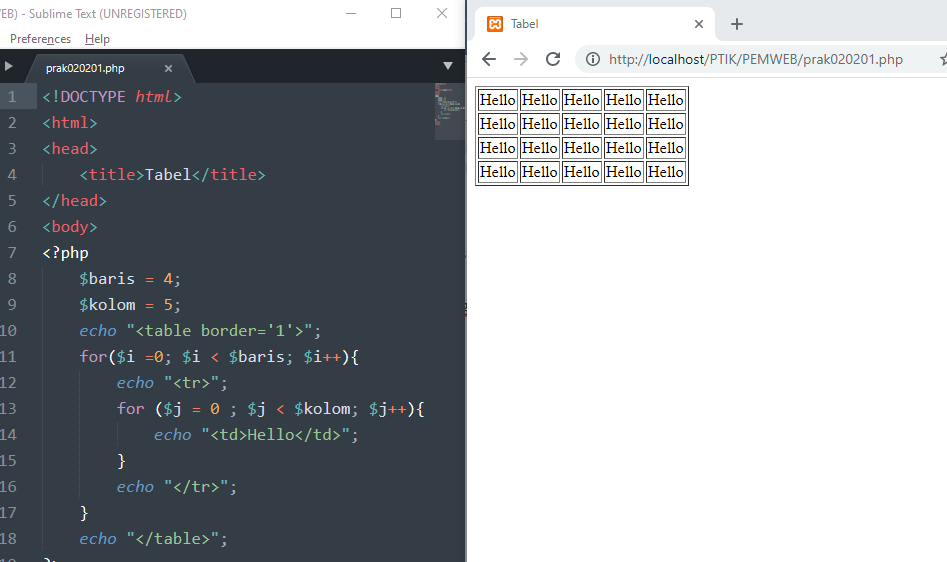 EB) - Sublime Text (UNREGISTERED)
Preferences Help
prak020201.php
1 <!DOCTYPE html>
2 <html>
3 <head>
4 <title>Tabel</title>
5 </head>
6 <body>
7 <?php
8 $baris = 4;
9 $kolom = 5;
10 echo "<table border='1'>";
11 for($i =0; $i < $baris; $i++){
12 echo "<tr>";
13 for ($j = 0 ; $j < $kolom; $j++){
14 echo "<td>Hello</td>";
15 }
16 echo "</tr>";
17 }
18 echo "</table>";
Tabel
http://localhost/PTIK/PEMWEB/prak020201.php
Hello Hello Hello Hello Hello
Hello Hello Hello Hello Hello
Hello Hello Hello Hello Hello
Hello Hello Hello Hello Hello